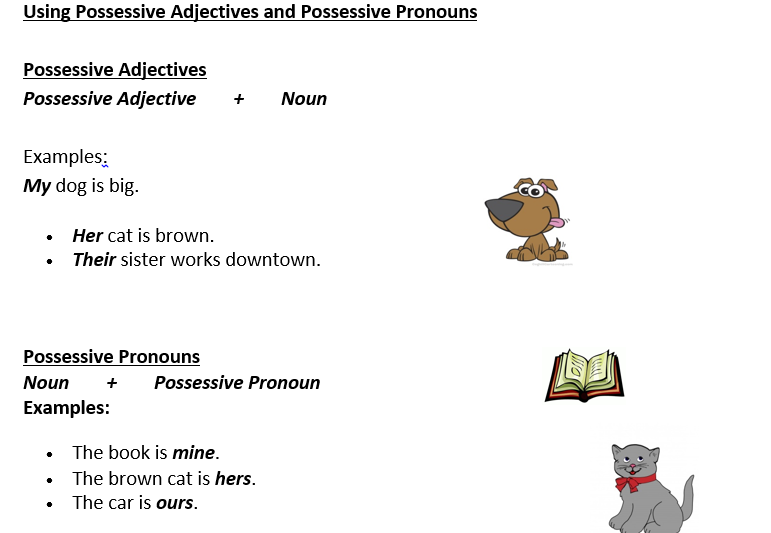 Using Possessive Adjectives and Possessive Pronouns
Possessive Adjectives
Possessive Adjective + Noun
Examples:
My dog is big.
• Her cat is brown.
• Their sister works downtown.
Possessive Pronouns
Noun + Possessive Pronoun
Examples:
• The book is mine.
• The brown cat is hers.
• The car is ours.